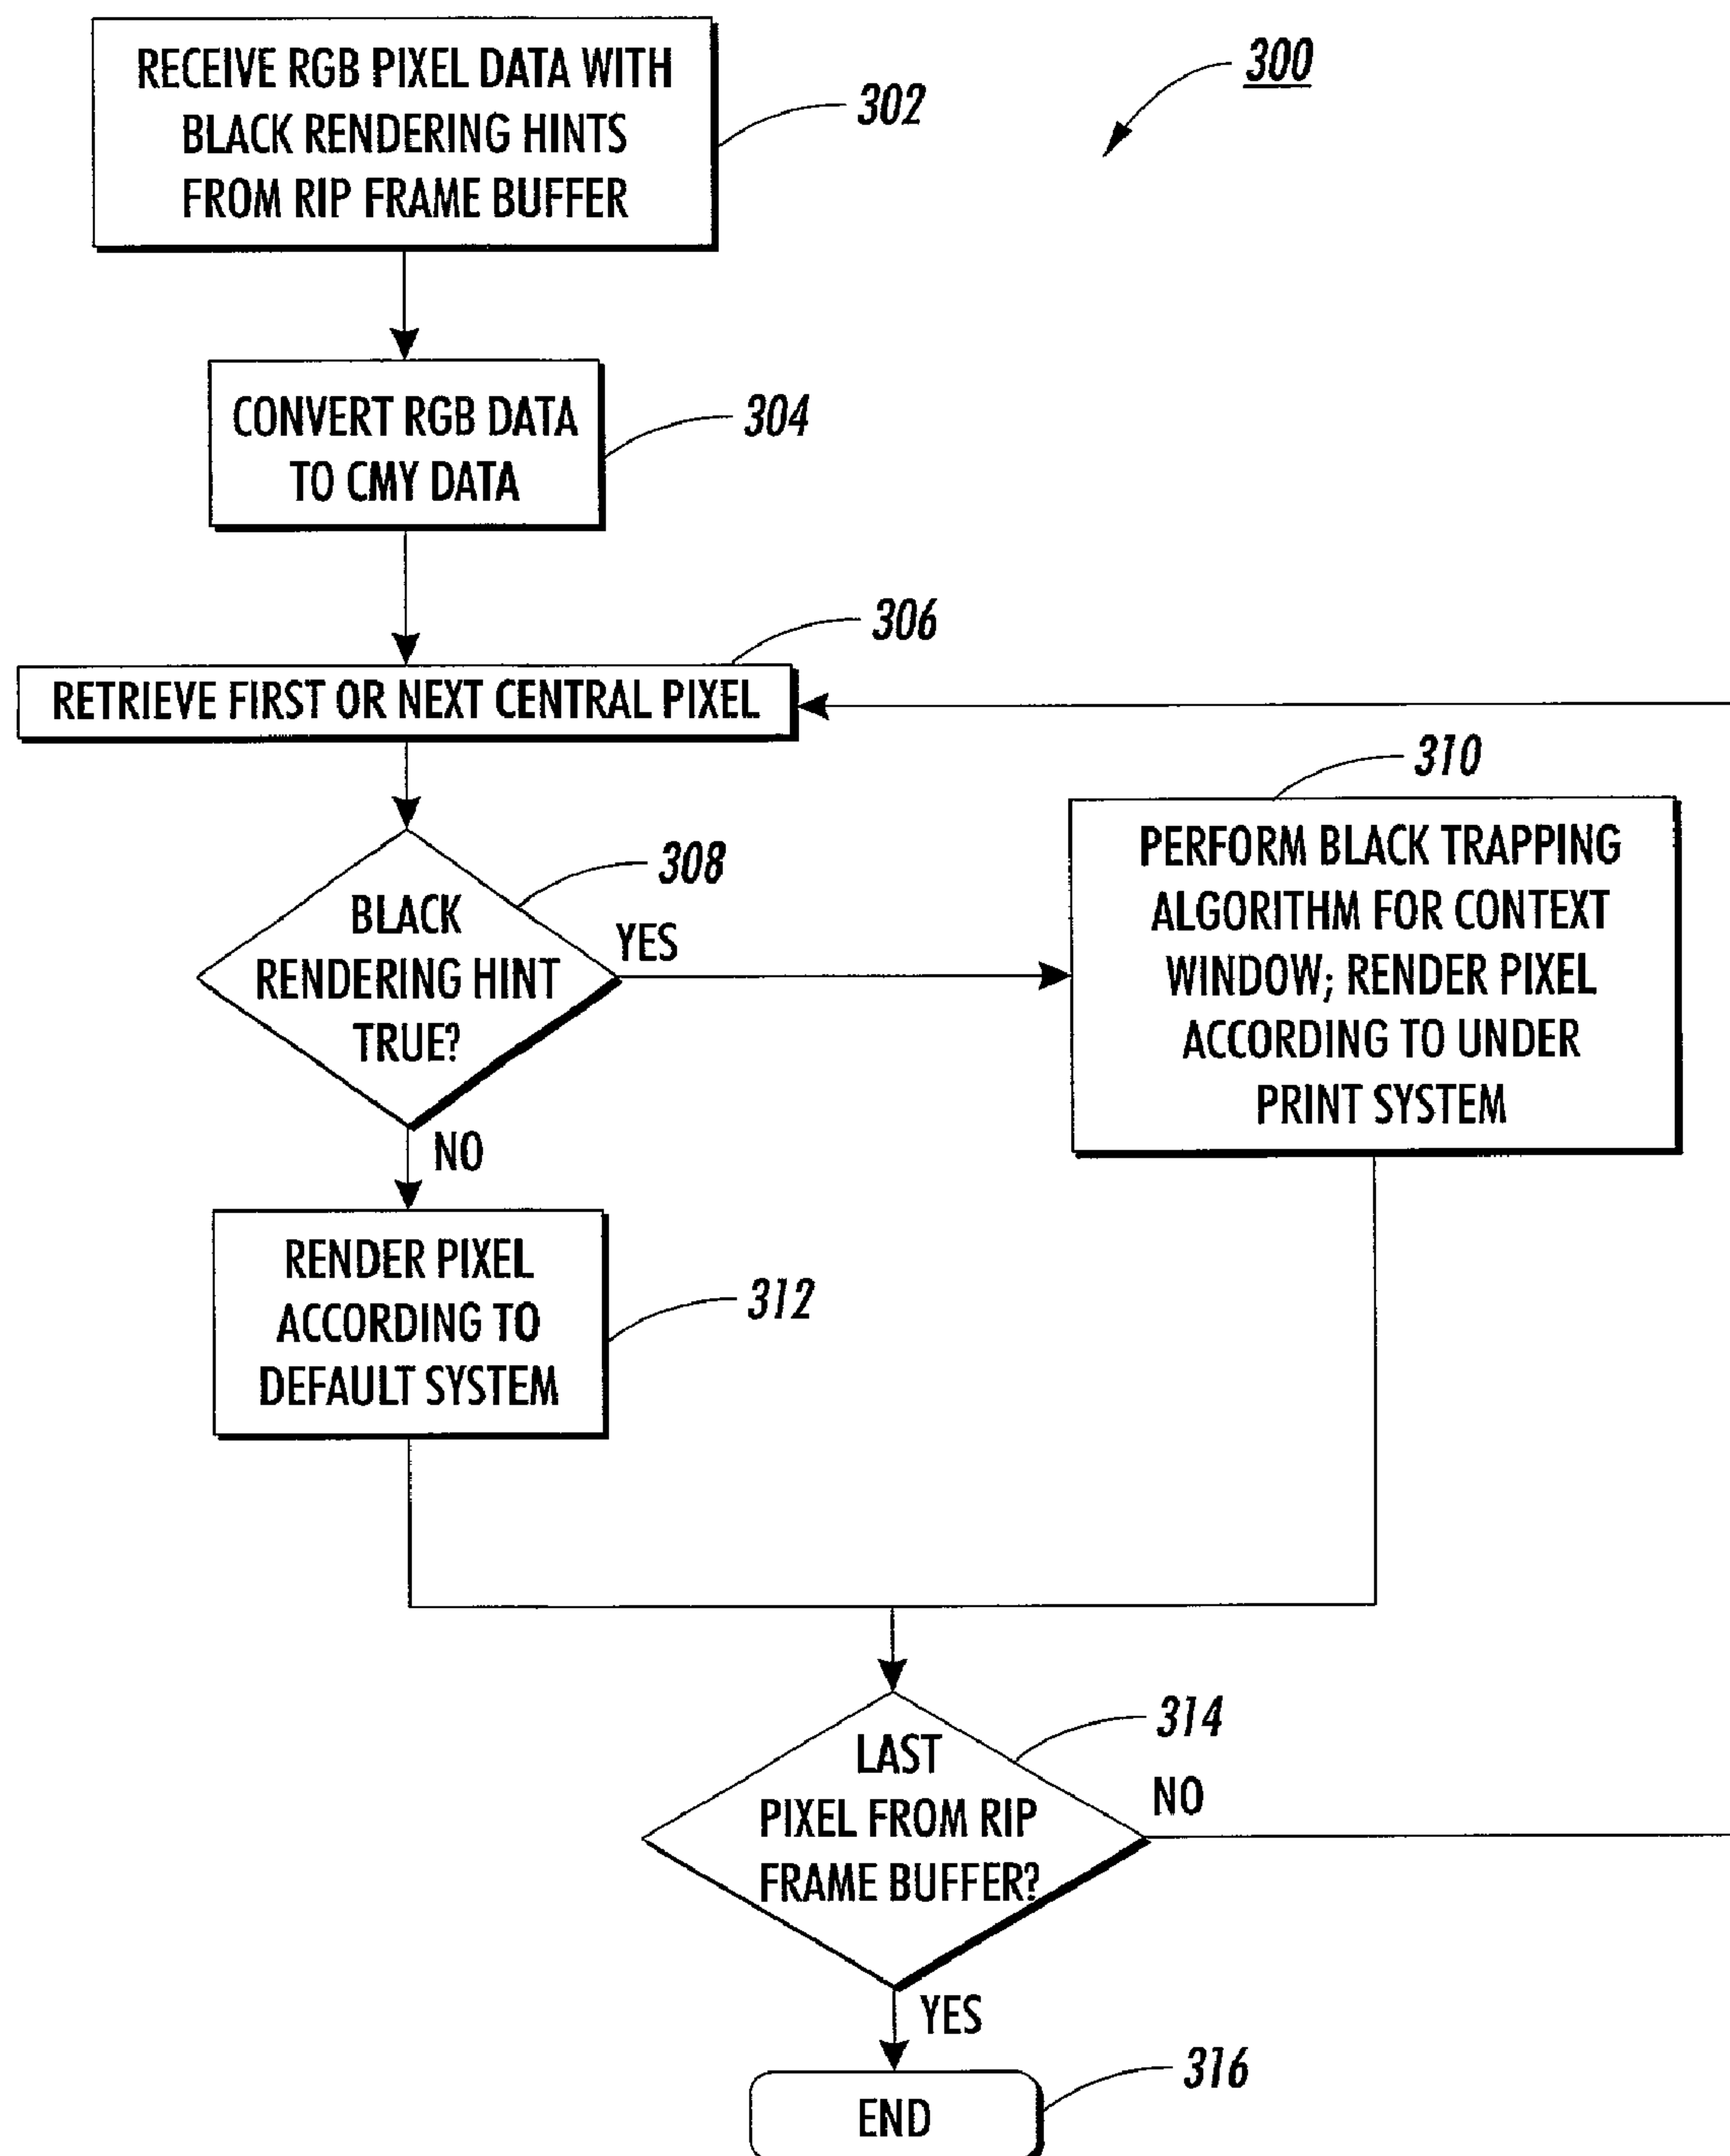 300
RECEIVE RGB PIXEL DATA WITH
BLACK RENDERING HINTS
FROM RIP FRAME BUFFER
302
CONVERT RGB DATA
TO CMY DATA
304
306
RETRIEVE FIRST OR NEXT CENTRAL PIXEL
308
BLACK
RENDERING HINT
TRUE?
YES
NO
310
PERFORM BLACK TRAPPING
ALGORITHM FOR CONTEXT
WINDOW; RENDER PIXEL
ACCORDING TO UNDER
PRINT SYSTEM
RENDER PIXEL
ACCORDING TO
DEFAULT SYSTEM
312
314
LAST
PIXEL FROM RIP
FRAME BUFFER?
NO
YES
END
316